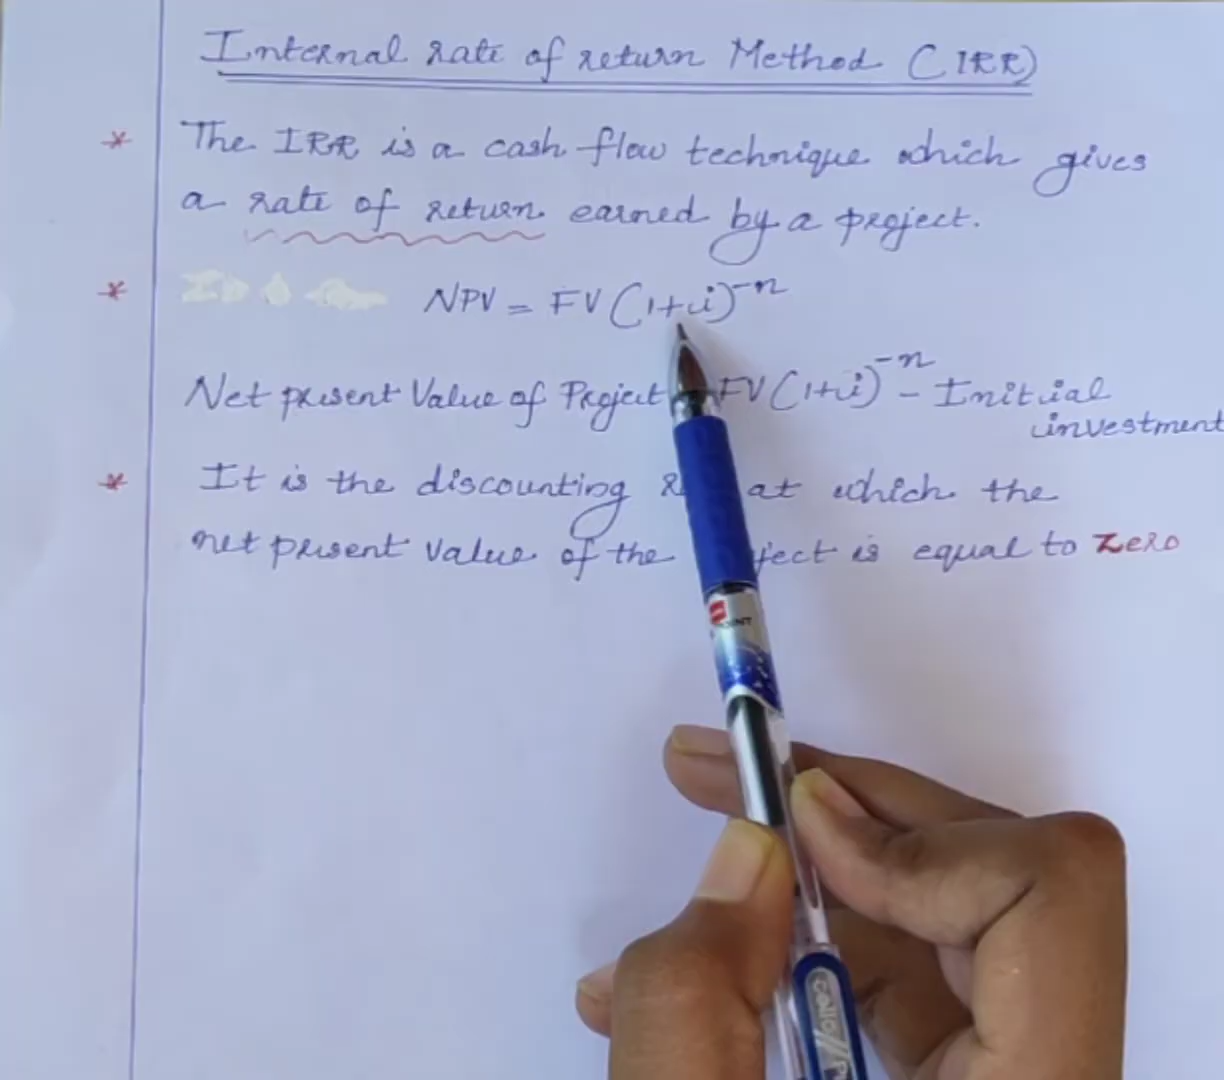 Internal rate of return Method (IRR)
* The IRR is a cash flow technique which gives
a rate of return earned by a project.
* NPV = FV (1+i)^-n
Net present Value of Project FV (1+i)^-n - Initial
investment
* It is the discounting at which the
net present value of the ject is equal to zero
cello